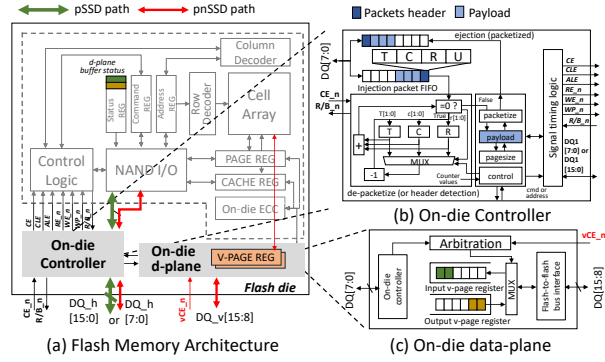 pSSD path
pnSSD path
d-plane
buffer status
Status
REG
Command
REG
Address
REG
Column
Decoder
Row
Decoder
Cell
Array
Control
Logic
NAND I/O
PAGE REG
CACHE REG
On-die ECC
CE
CLE
ALE
RE_n
WE_n
WP_n
R/B_n
On-die
Controller
On-die
d-plane
V-PAGE REG
Flash die
CE_n
R/B_n
DQ_h
[15:0]
or
DQ_h
[7:0]
vCE_n
DQ_v[15:8]
(a) Flash Memory Architecture
Packets header
Payload
ejection (packetized)
DQ[7:0]
T C R U
Injection packet FIFO
CE_n
R/B_n
=0 ?
False
True
T[1:0]
c[1:0]
r[1:0]
T
C
R
+
MUX
-1
Counter
values
de-packetize (or header detection)
packetize
payload
pagesize
control
cmd or
address
Signal timing logic
CE
CLE
ALE
RE_n
WE_n
WP_n
R/B_n
DQ1
[7:0] or
DQ1
[15:0]
(b) On-die Controller
vCE_n
Arbitration
DQ[7:0]
On-die
controller
Input v-page register
Output v-page register
MUX
Flash-to-flash
bus interface
DQ[15:8]
(c) On-die data-plane